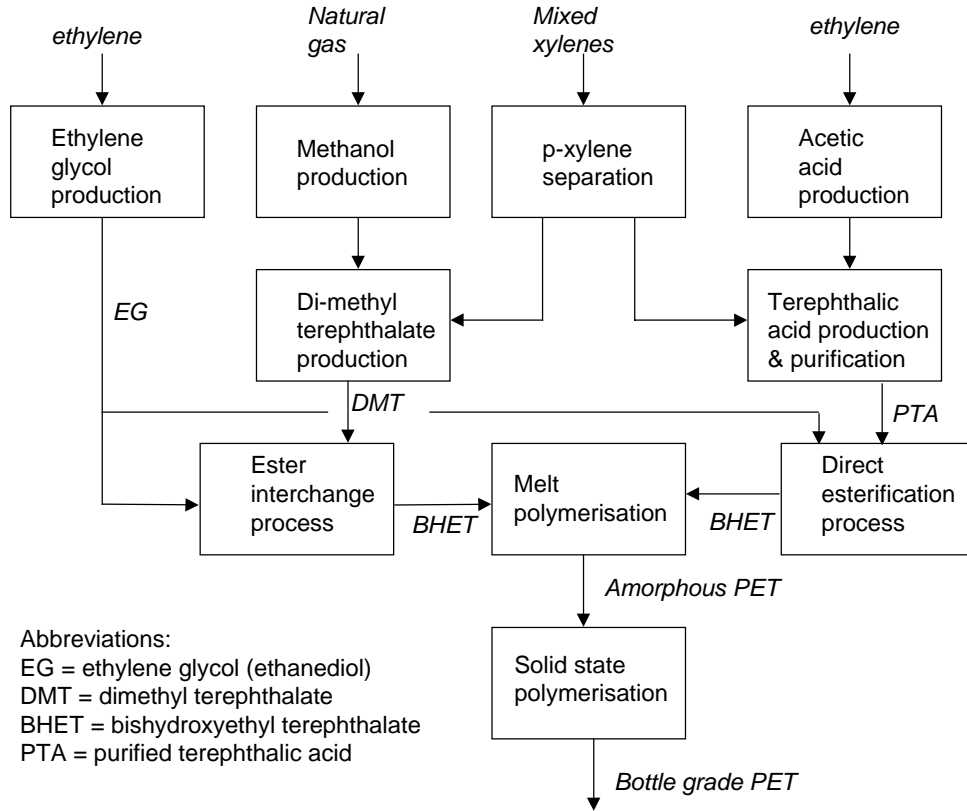 ethylene
Natural
gas
Mixed
xylenes
ethylene
Ethylene
glycol
production
Methanol
production
p-xylene
separation
Acetic
acid
production
EG
Di-methyl
terephthalate
production
Terephthalic
acid production
& purification
DMT
PTA
Ester
interchange
process
BHET
Melt
polymerisation
BHET
Direct
esterification
process
Amorphous PET
Solid state
polymerisation
Bottle grade PET
Abbreviations:
EG = ethylene glycol (ethanediol)
DMT = dimethyl terephthalate
BHET = bishydroxyethyl terephthalate
PTA = purified terephthalic acid